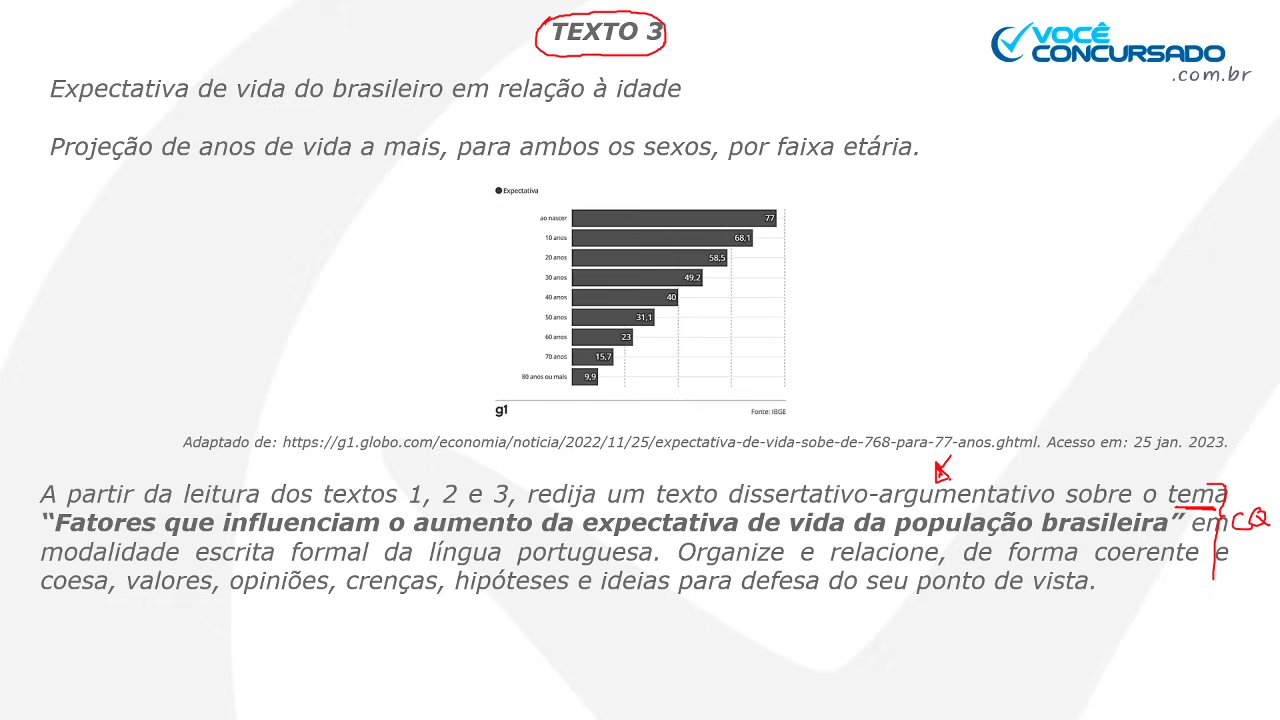 TEXTO 3
VOCÊ
CONCURSADO
.com.br
Expectativa de vida do brasileiro em relação à idade
Projeção de anos de vida a mais, para ambos os sexos, por faixa etária.
Expectativa
ao nascer 77
10 anos 68,1
20 anos 58,5
30 anos 49,2
40 anos 40
50 anos 31,1
60 anos 23
70 anos 15,7
80 anos ou mais 9,9
g1 Fonte: IBGE
Adaptado de: https://g1.globo.com/economia/noticia/2022/11/25/expectativa-de-vida-sobe-de-768-para-77-anos.ghtml. Acesso em: 25 jan. 2023.
A partir da leitura dos textos 1, 2 e 3, redija um texto dissertativo-argumentativo sobre o tema
“Fatores que influenciam o aumento da expectativa de vida da população brasileira” em
modalidade escrita formal da língua portuguesa. Organize e relacione, de forma coerente e
coesa, valores, opiniões, crenças, hipóteses e ideias para defesa do seu ponto de vista.
CQ